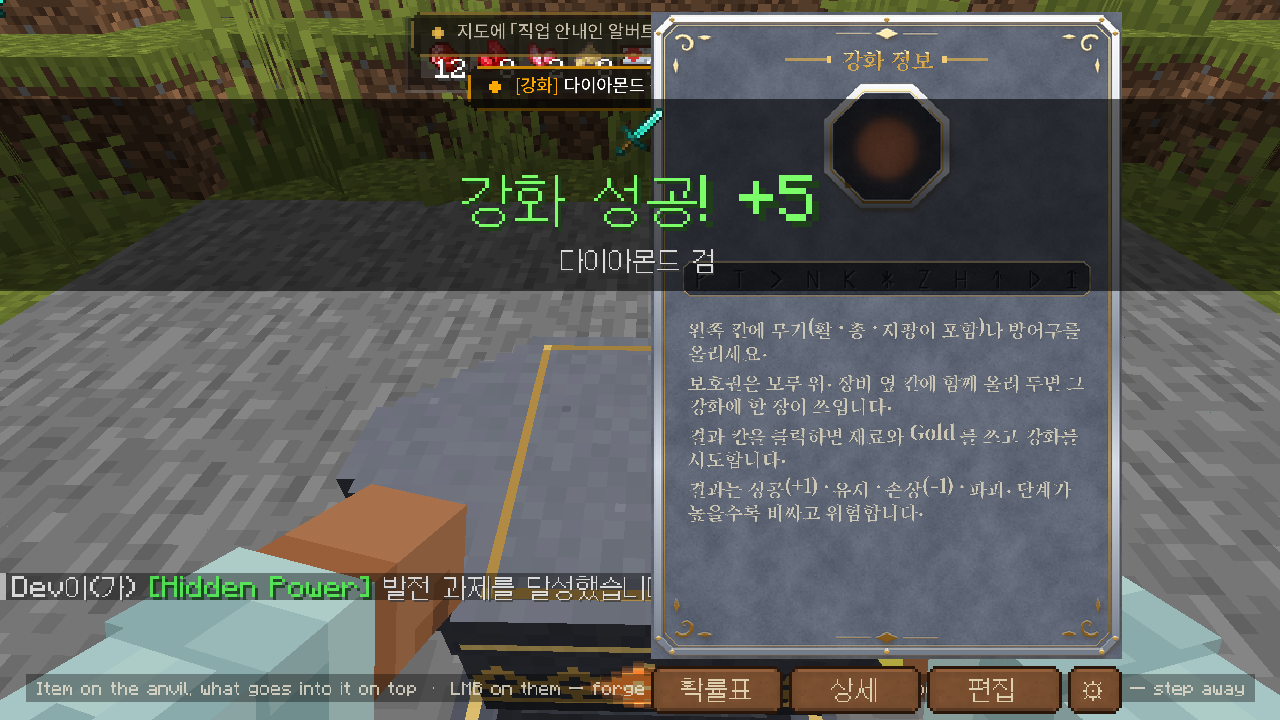 지도에 「직업 안내인 알버트
12
[강화] 다이아몬드
강화 정보
강화 성공! +5
다이아몬드 검
왼쪽 칸에 무기(활·총·지팡이 포함)나 방어구를
올리세요.
보호권은 모루 위, 장비 옆 칸에 함께 올려 두면 그
강화에 한 장이 쓰입니다.
결과 칸을 클릭하면 재료와 Gold 를 쓰고 강화를
시도합니다.
결과는 성공(+1)·유지·손상(-1)·파괴. 단계가
높을수록 비싸고 위험합니다.
Dev이(가) [Hidden Power] 발전 과제를 달성했습니
Item on the anvil, what goes into it on top · LMB on them — forge
확률표
상세
편집
— step away